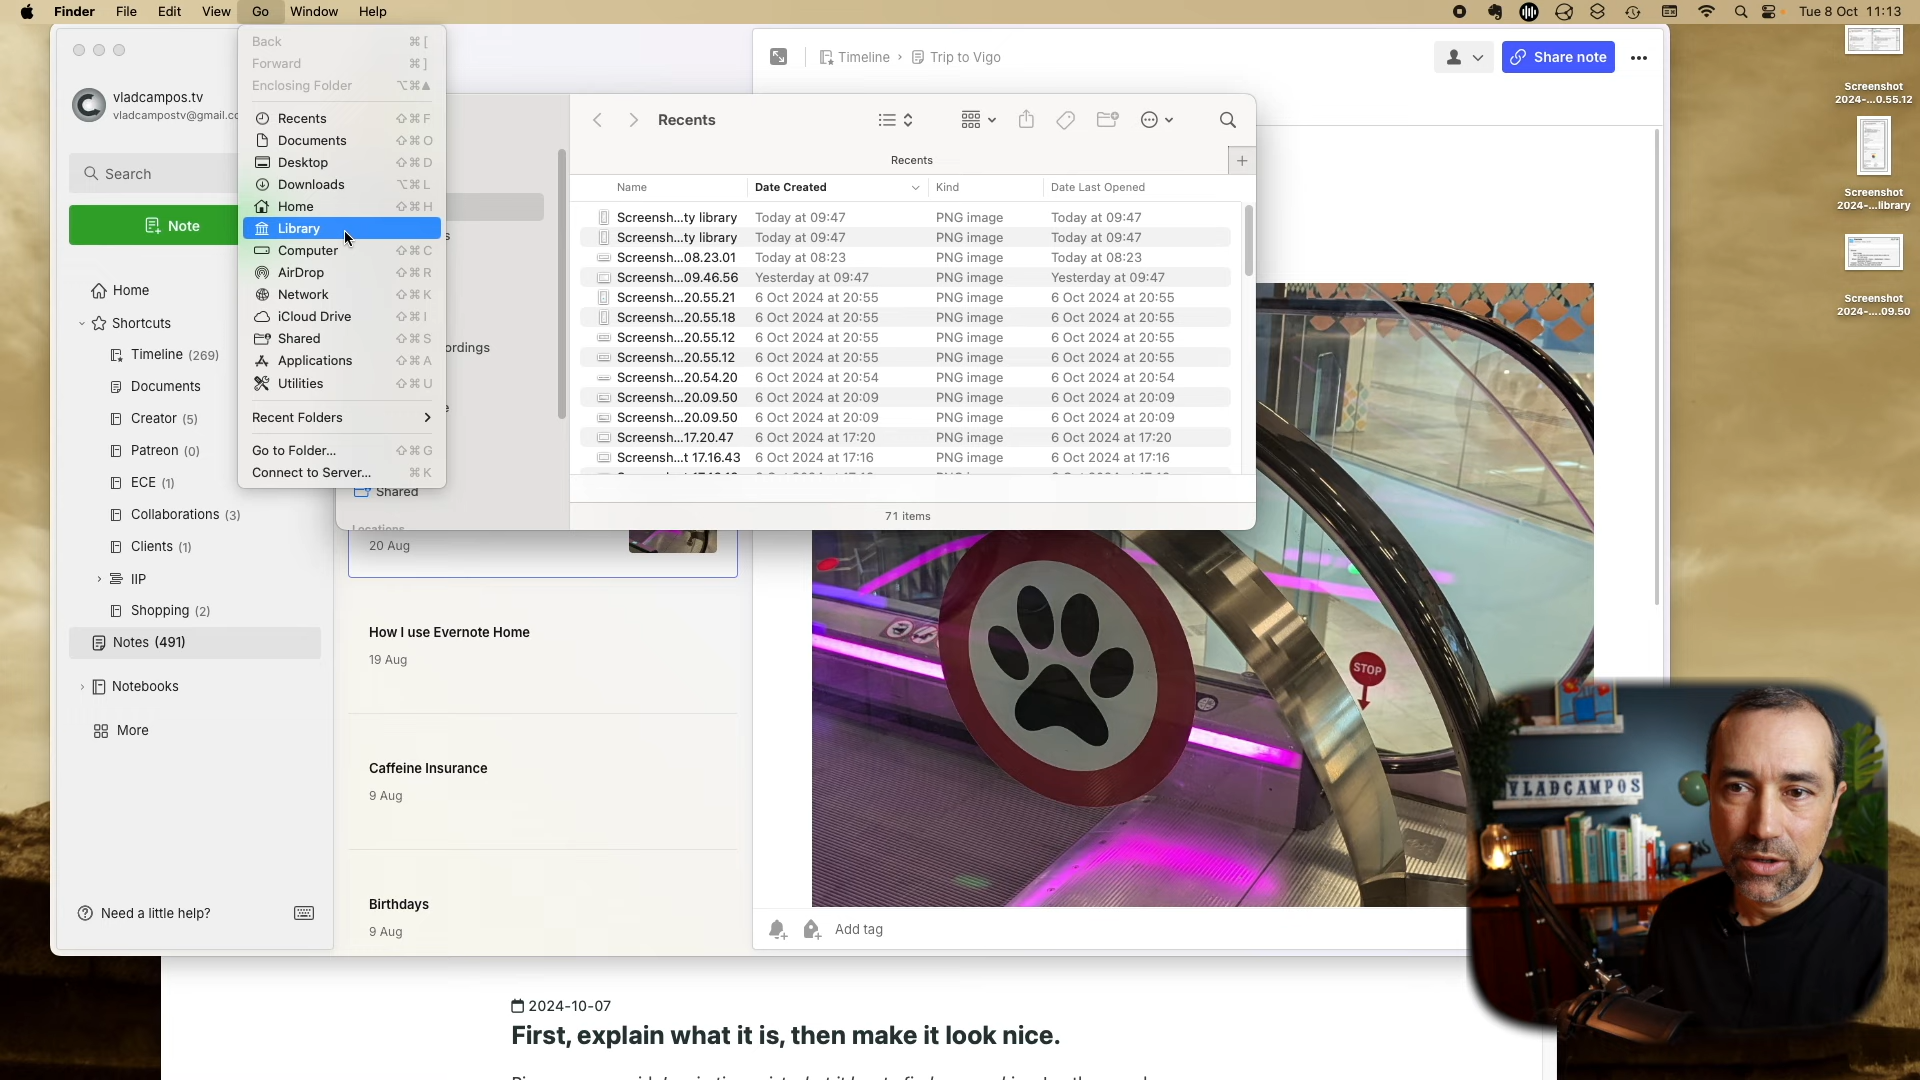 Finder File Edit View Go Window Help
Tue 8 Oct 11:13
Back ⌘[
Forward ⌘]
Enclosing Folder ⌥⌘▲
Recents ⇧⌘F
Documents ⇧⌘O
Desktop ⇧⌘D
Downloads ⌥⌘L
Home ⇧⌘H
Library
Computer ⇧⌘C
AirDrop ⇧⌘R
Network ⇧⌘K
iCloud Drive ⇧⌘I
Shared ⇧⌘S
Applications ⇧⌘A
Utilities ⇧⌘U
Recent Folders
Go to Folder... ⇧⌘G
Connect to Server... ⌘K
vladcampos.tv
vladcampostv@gmail.co
Search
Note
Home
Shortcuts
Timeline (269)
Documents
Creator (5)
Patreon (0)
ECE (1)
Collaborations (3)
Clients (1)
IIP
Shopping (2)
Notes (491)
Notebooks
More
Need a little help?
Shared
Locations
Recents
Recents
Name Date Created Kind Date Last Opened
Screensh...ty library Today at 09:47 PNG image Today at 09:47
Screensh...ty library Today at 09:47 PNG image Today at 09:47
Screensh...08.23.01 Today at 08:23 PNG image Today at 08:23
Screensh...09.46.56 Yesterday at 09:47 PNG image Yesterday at 09:47
Screensh...20.55.21 6 Oct 2024 at 20:55 PNG image 6 Oct 2024 at 20:55
Screensh...20.55.18 6 Oct 2024 at 20:55 PNG image 6 Oct 2024 at 20:55
Screensh...20.55.12 6 Oct 2024 at 20:55 PNG image 6 Oct 2024 at 20:55
Screensh...20.55.12 6 Oct 2024 at 20:55 PNG image 6 Oct 2024 at 20:55
Screensh...20.54.20 6 Oct 2024 at 20:54 PNG image 6 Oct 2024 at 20:54
Screensh...20.09.50 6 Oct 2024 at 20:09 PNG image 6 Oct 2024 at 20:09
Screensh...20.09.50 6 Oct 2024 at 20:09 PNG image 6 Oct 2024 at 20:09
Screensh...17.20.47 6 Oct 2024 at 17:20 PNG image 6 Oct 2024 at 17:20
Screensh...t 17.16.43 6 Oct 2024 at 17:16 PNG image 6 Oct 2024 at 17:16
71 items
20 Aug
How I use Evernote Home
19 Aug
Caffeine Insurance
9 Aug
Birthdays
9 Aug
Timeline › Trip to Vigo
Share note
STOP
Add tag
Screenshot
2024-...0.55.12
Screenshot
2024-...library
Screenshot
2024-....09.50
VLADCAMPOS
2024-10-07
First, explain what it is, then make it look nice.